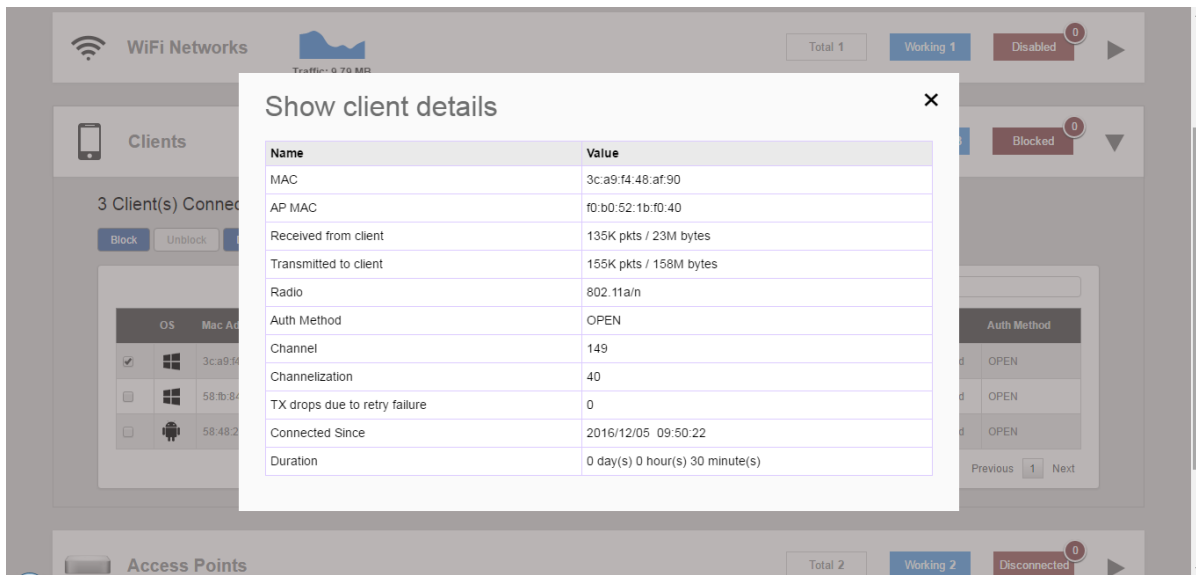 WiFi Networks
Total 1
Working 1
Disabled
0
Traffic: 9.79 MB
Show client details
Clients
Blocked
0
Name Value
MAC 3c:a9:f4:48:af:90
AP MAC f0:b0:52:1b:f0:40
Received from client 135K pkts / 23M bytes
Transmitted to client 155K pkts / 158M bytes
Radio 802.11a/n
Auth Method OPEN
Channel 149
Channelization 40
TX drops due to retry failure 0
Connected Since 2016/12/05 09:50:22
Duration 0 day(s) 0 hour(s) 30 minute(s)
3 Client(s) Connec
Block Unblock
OS Mac Ad Auth Method
3c:a9:f4 d OPEN
58:fb:84 d OPEN
58:48:2 d OPEN
Previous 1 Next
Access Points
Total 2
Working 2
Disconnected
0